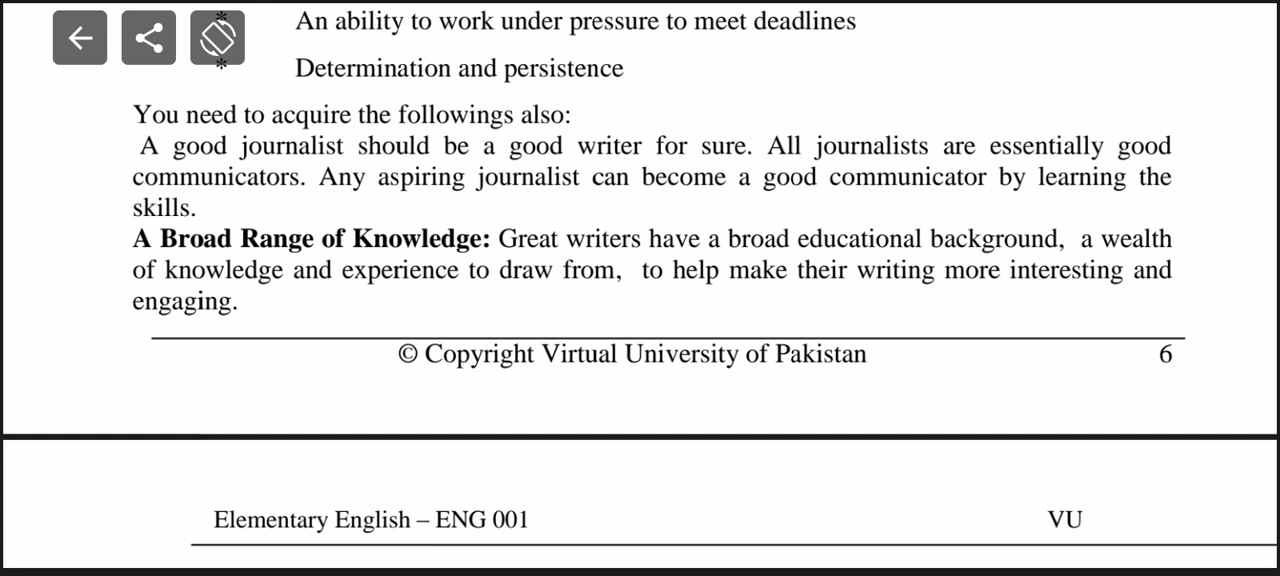 * An ability to work under pressure to meet deadlines
* Determination and persistence
You need to acquire the followings also:
A good journalist should be a good writer for sure. All journalists are essentially good
communicators. Any aspiring journalist can become a good communicator by learning the
skills.
A Broad Range of Knowledge: Great writers have a broad educational background, a wealth
of knowledge and experience to draw from, to help make their writing more interesting and
engaging.
© Copyright Virtual University of Pakistan 6
Elementary English – ENG 001 VU